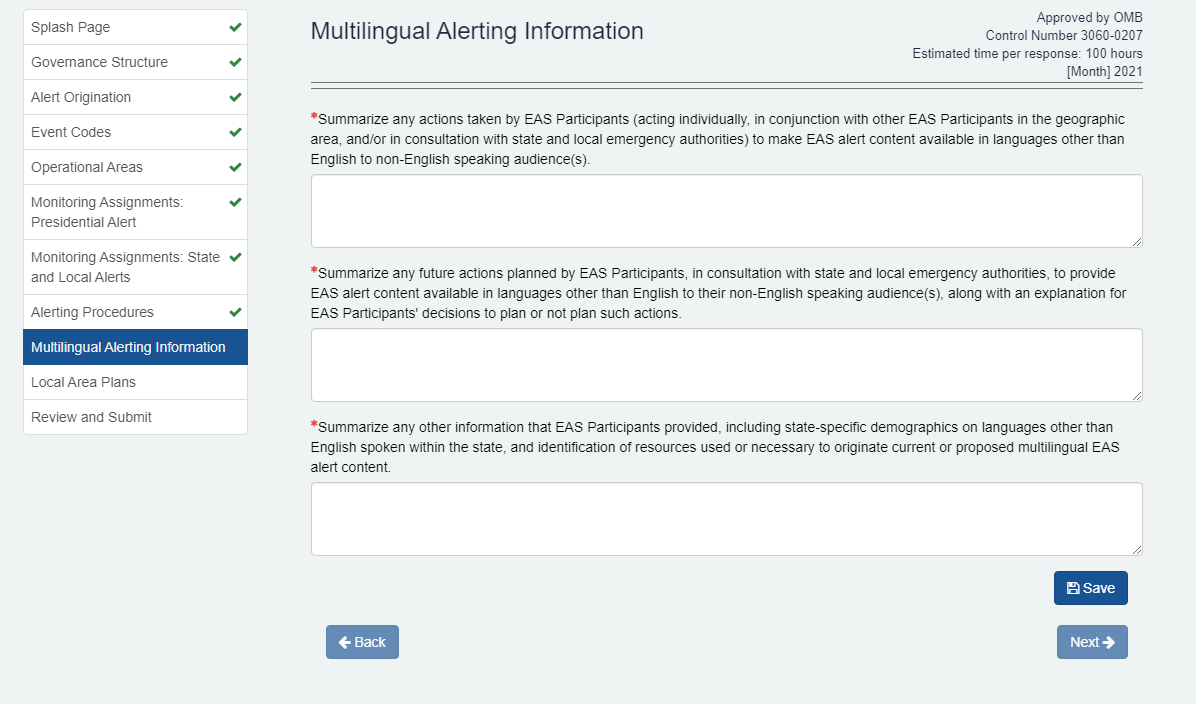 Splash Page
Governance Structure
Alert Origination
Event Codes
Operational Areas
Monitoring Assignments:
Presidential Alert
Monitoring Assignments: State
and Local Alerts
Alerting Procedures
Multilingual Alerting Information
Local Area Plans
Review and Submit
Multilingual Alerting Information
Approved by OMB
Control Number 3060-0207
Estimated time per response: 100 hours
[Month] 2021
*Summarize any actions taken by EAS Participants (acting individually, in conjunction with other EAS Participants in the geographic
area, and/or in consultation with state and local emergency authorities) to make EAS alert content available in languages other than
English to non-English speaking audience(s).
*Summarize any future actions planned by EAS Participants, in consultation with state and local emergency authorities, to provide
EAS alert content available in languages other than English to their non-English speaking audience(s), along with an explanation for
EAS Participants' decisions to plan or not plan such actions.
*Summarize any other information that EAS Participants provided, including state-specific demographics on languages other than
English spoken within the state, and identification of resources used or necessary to originate current or proposed multilingual EAS
alert content.
Save
Back
Next